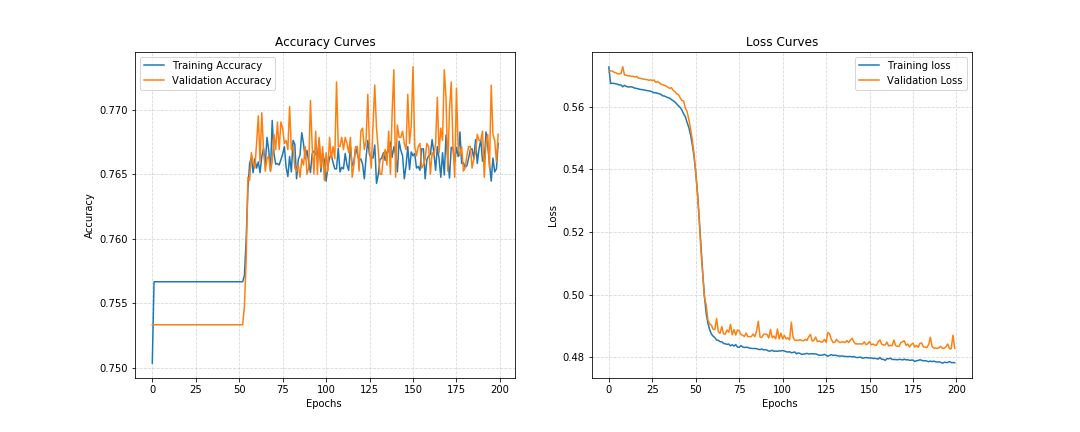 Accuracy Curves
Training Accuracy
Validation Accuracy
0.770
0.765
0.760
0.755
0.750
Accuracy
0 25 50 75 100 125 150 175 200
Epochs
Loss Curves
Training loss
Validation Loss
0.56
0.54
0.52
0.50
0.48
Loss
0 25 50 75 100 125 150 175 200
Epochs